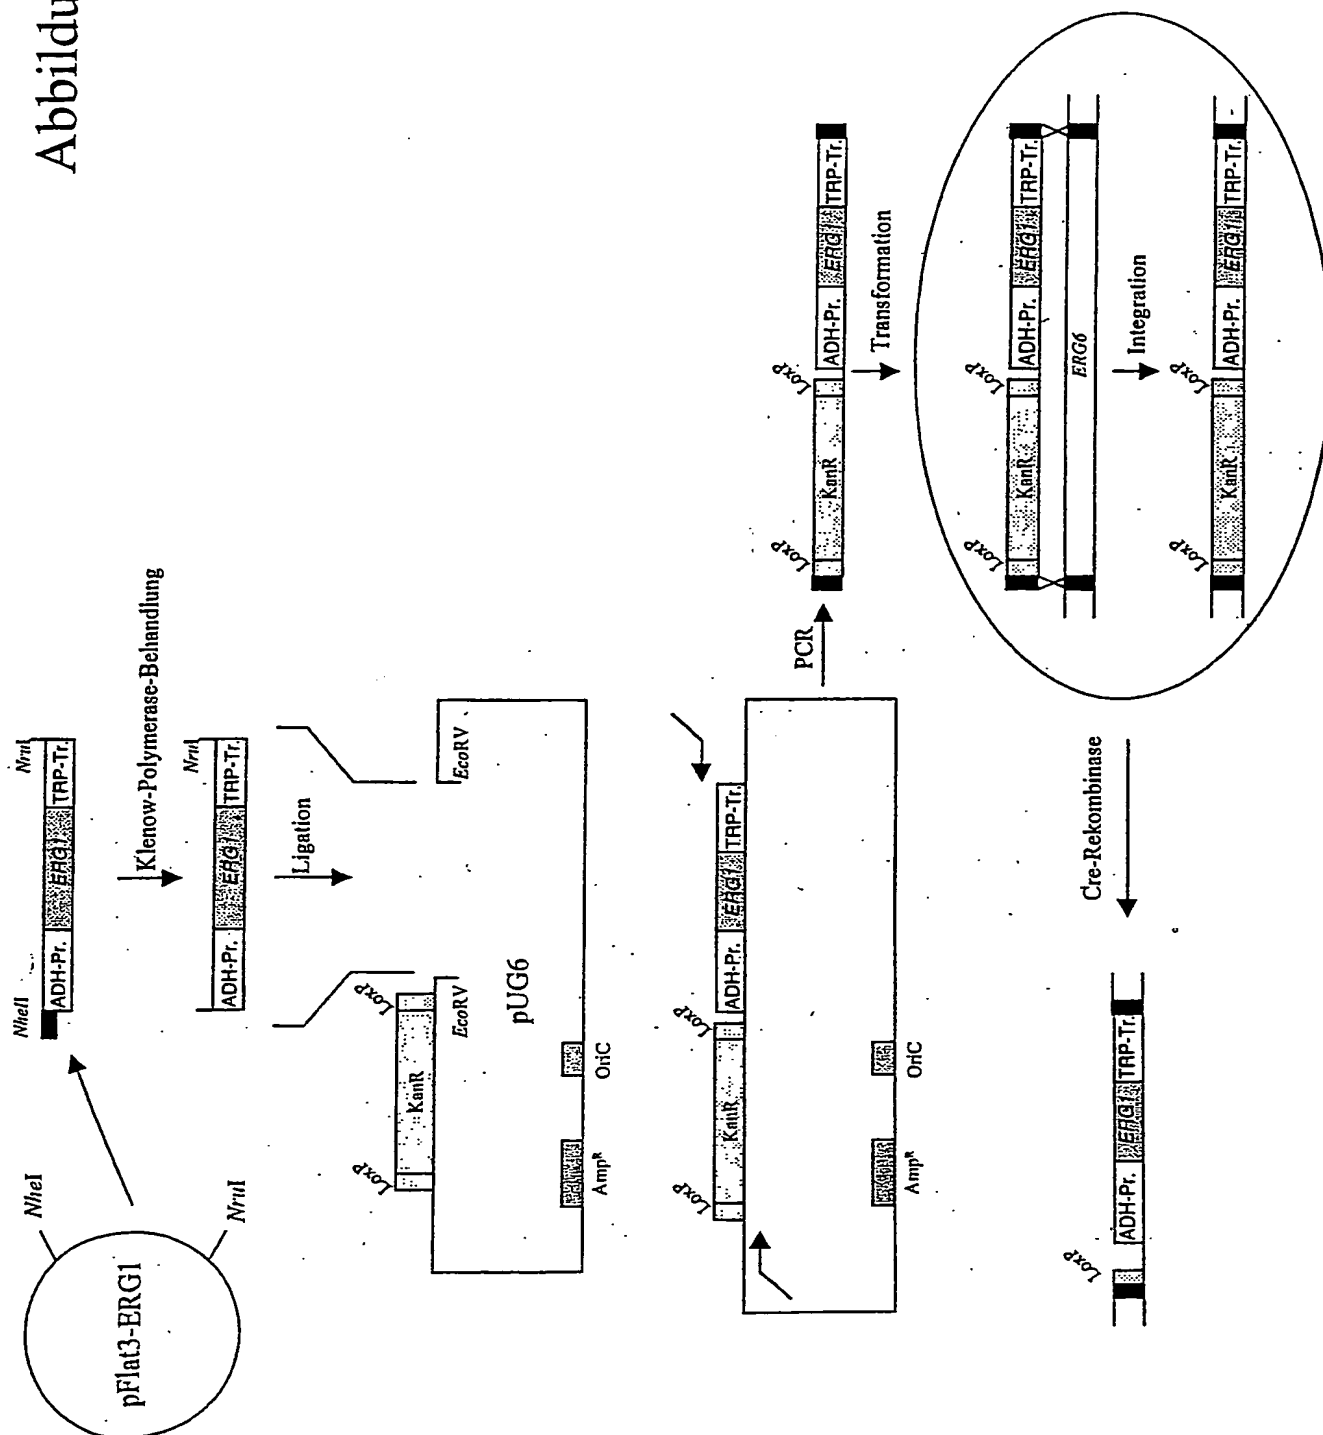 Abbildu
pFlat3-ERG1
NheI
NruI
NheII
NruI
ADH-Pr.
ERG1
TRP-Tr.
Klenow-Polymerase-Behandlung
NruI
ADH-Pr.
ERG1
TRP-Tr.
Ligation
LoxP
KanR
LoxP
EcoRV
EcoRV
pUG6
AmpR
OriC
LoxP
KanR
LoxP
ADH-Pr.
ERG1
TRP-Tr.
AmpR
OriC
PCR
LoxP
KanR
LoxP
ADH-Pr.
ERG1
TRP-Tr.
Transformation
LoxP
KanR
LoxP
ADH-Pr.
ERG1
TRP-Tr.
ERG6
Integration
LoxP
KanR
LoxP
ADH-Pr.
ERG1
TRP-Tr.
Cre-Rekombinase
LoxP
ADH-Pr.
ERG1
TRP-Tr.